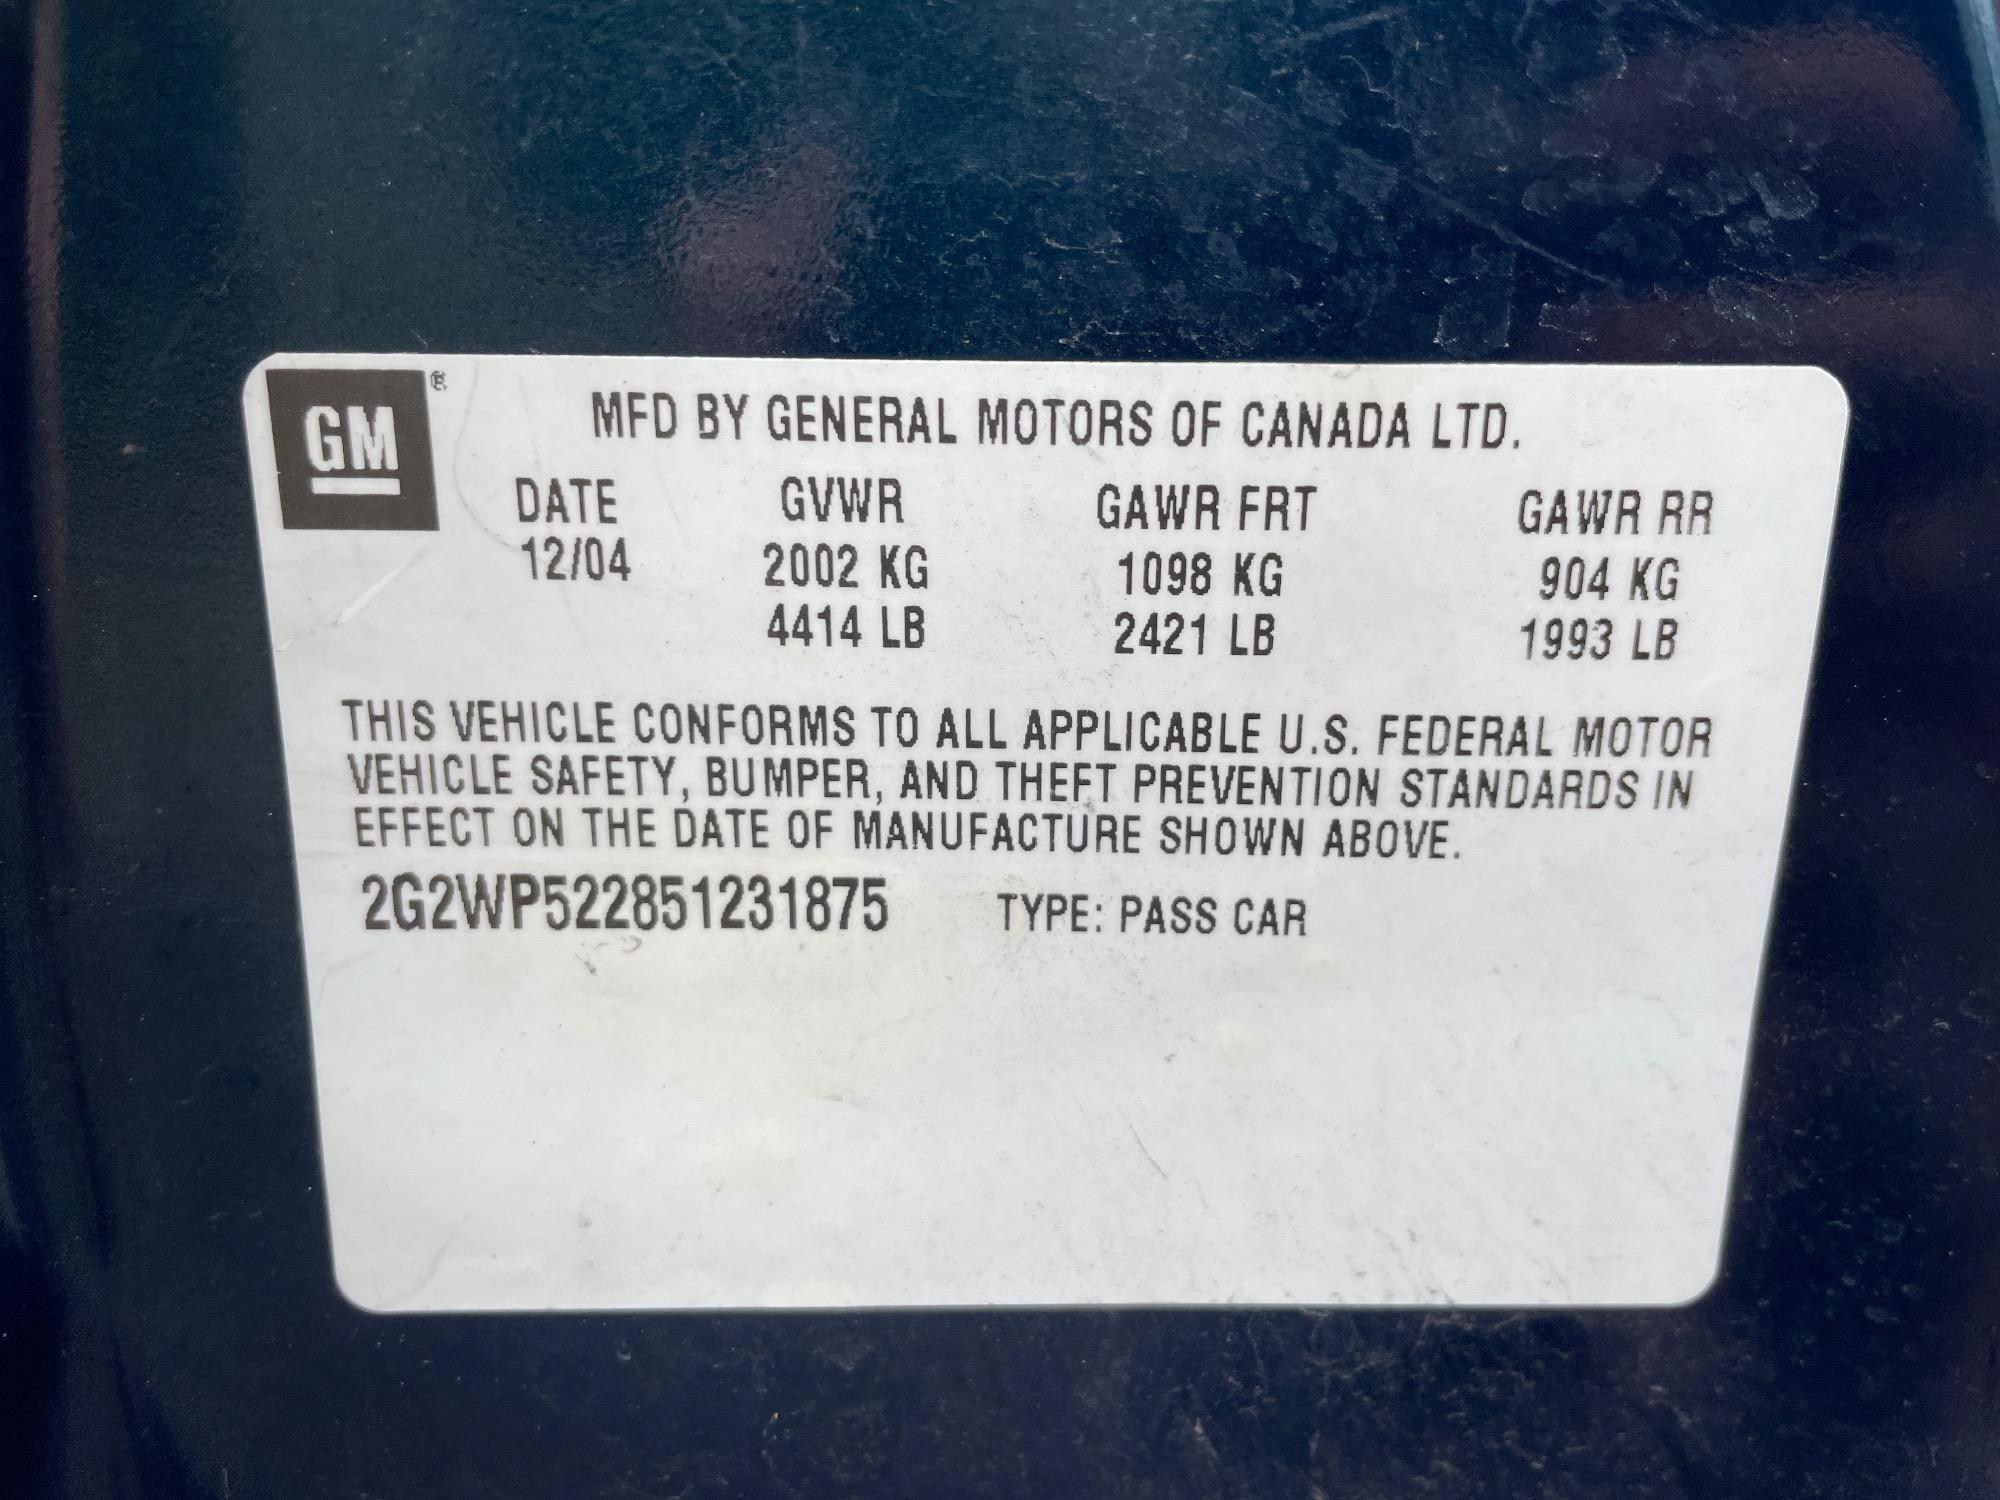 GM ®
MFD BY GENERAL MOTORS OF CANADA LTD.
DATE GVWR GAWR FRT GAWR RR
12/04 2002 KG 1098 KG 904 KG
4414 LB 2421 LB 1993 LB
THIS VEHICLE CONFORMS TO ALL APPLICABLE U.S. FEDERAL MOTOR
VEHICLE SAFETY, BUMPER, AND THEFT PREVENTION STANDARDS IN
EFFECT ON THE DATE OF MANUFACTURE SHOWN ABOVE.
2G2WP522851231875 TYPE: PASS CAR